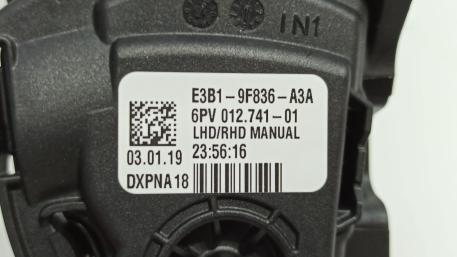 IN1
E3B1-9F836-A3A
6PV 012.741-01
LHD/RHD MANUAL
03.01.19 23:56:16
DXPNA18